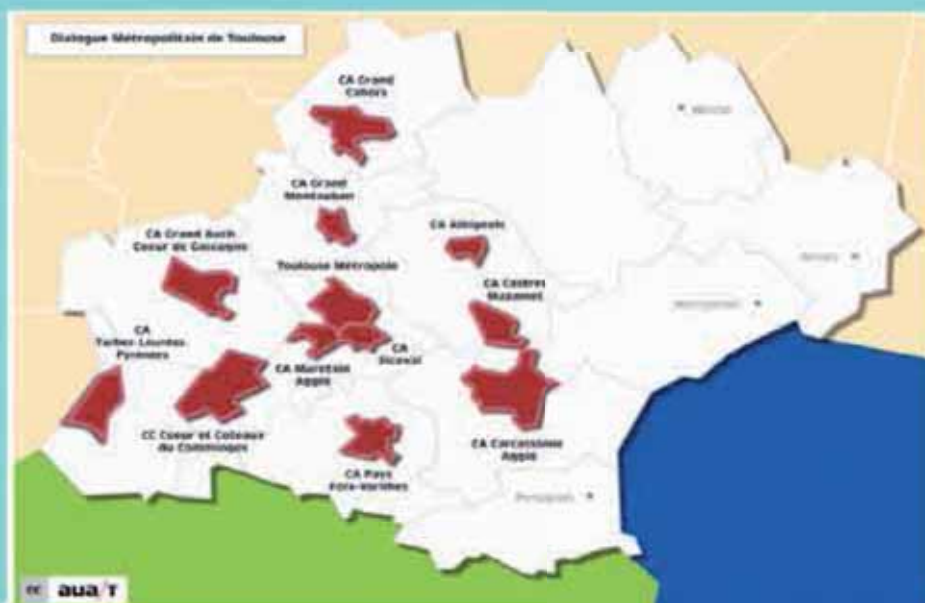 Dialogue Métropolitain de Toulouse
CA Grand
Cahors
CA Grand
Montauban
CA Grand Auch
Coeur de Gascogne
CA Albigeois
Toulouse Métropole
CA Castres
Mazamet
CA
Tarbes-Lourdes-
Pyrénées
CA Muretain
Agglo
CA
Sicoval
CC Coeur et Coteaux
du Comminges
CA Carcassonne
Agglo
CA Pays
Foix-Varilhes
Perpignan
cc aua/T